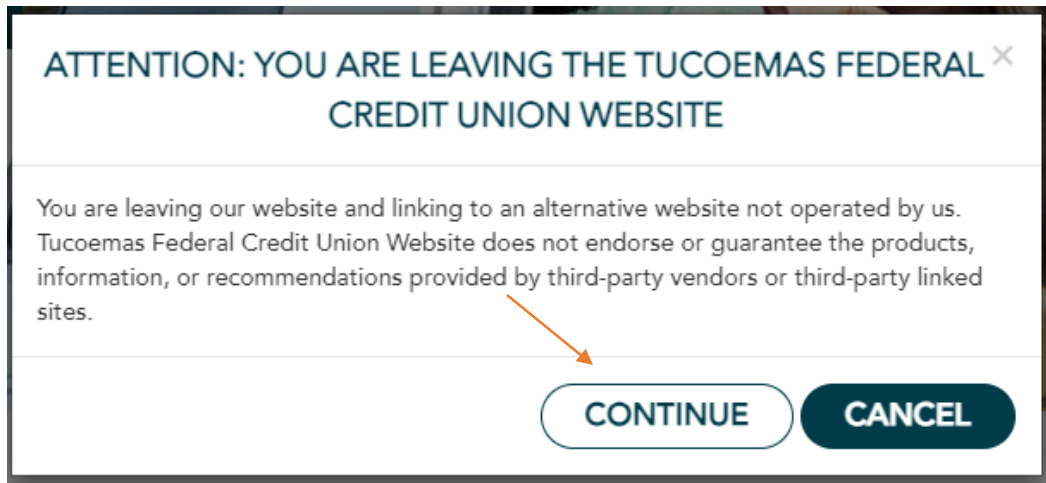 ATTENTION: YOU ARE LEAVING THE TUCOEMAS FEDERAL
CREDIT UNION WEBSITE
You are leaving our website and linking to an alternative website not operated by us.
Tucoemas Federal Credit Union Website does not endorse or guarantee the products,
information, or recommendations provided by third-party vendors or third-party linked
sites.
CONTINUE CANCEL